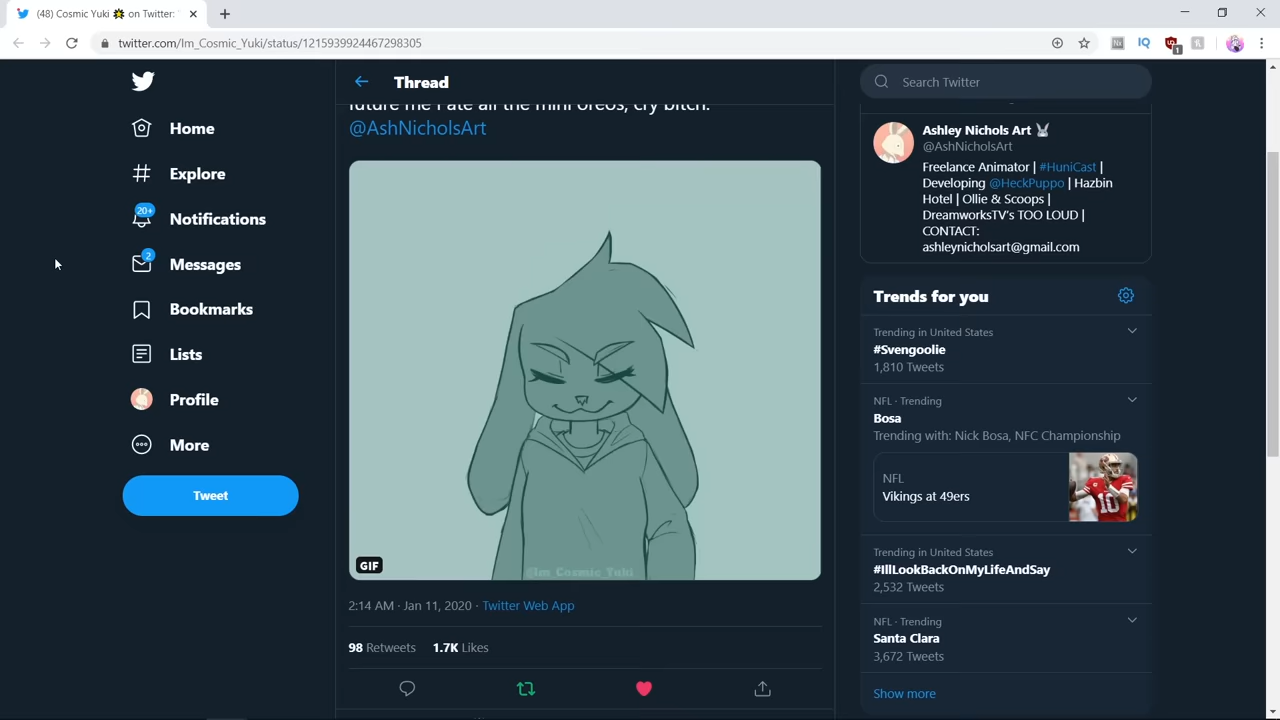 (48) Cosmic Yuki on Twitter:
twitter.com/Im_Cosmic_Yuki/status/1215939924467298305
Home
Explore
20+
Notifications
2
Messages
Bookmarks
Lists
Profile
More
Tweet
Thread
future me I ate all the mini oreos, cry bitch.
@AshNicholsArt
@Im_Cosmic_Yuki
GIF
2:14 AM · Jan 11, 2020 · Twitter Web App
98 Retweets 1.7K Likes
Search Twitter
Ashley Nichols Art
@AshNicholsArt
Freelance Animator | #HuniCast |
Developing @HeckPuppo | Hazbin
Hotel | Ollie & Scoops |
DreamworksTV's TOO LOUD |
CONTACT:
ashleynicholsart@gmail.com
Trends for you
Trending in United States
#Svengoolie
1,810 Tweets
NFL · Trending
Bosa
Trending with: Nick Bosa, NFC Championship
NFL
Vikings at 49ers
Trending in United States
#IllLookBackOnMyLifeAndSay
2,532 Tweets
NFL · Trending
Santa Clara
3,672 Tweets
Show more